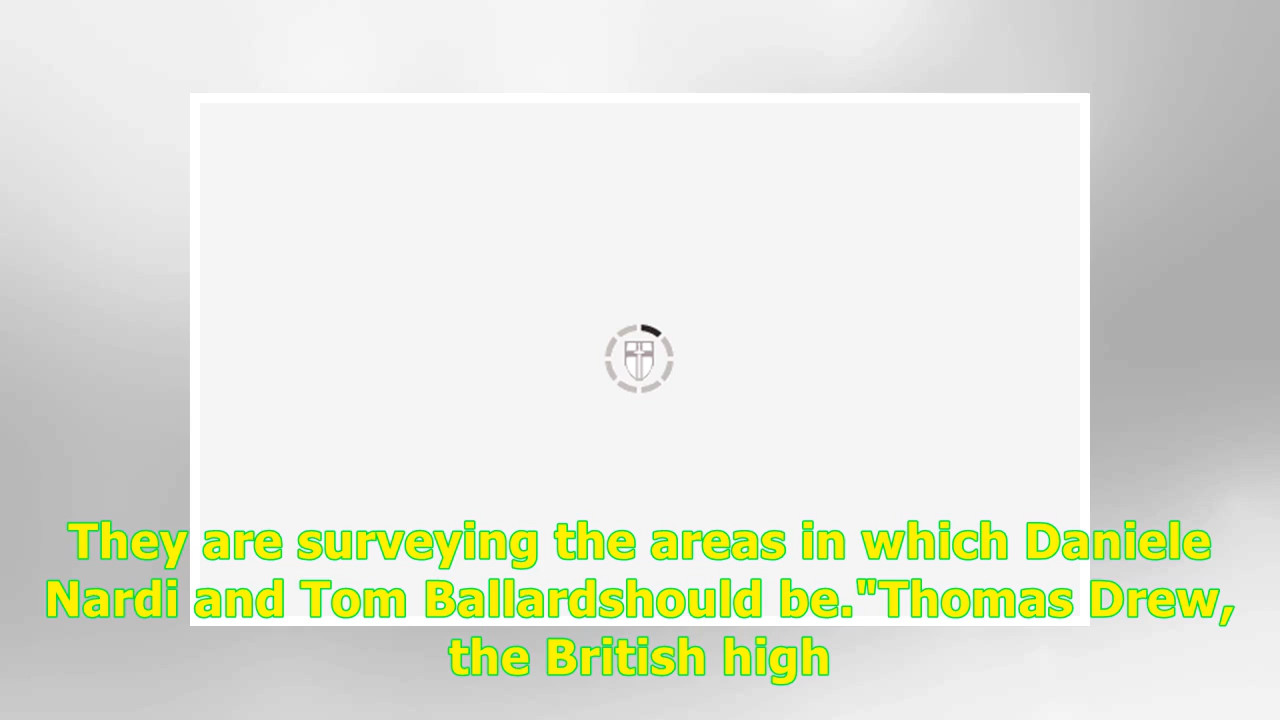 They are surveying the areas in which Daniele
Nardi and Tom Ballardshould be."Thomas Drew,
the British high